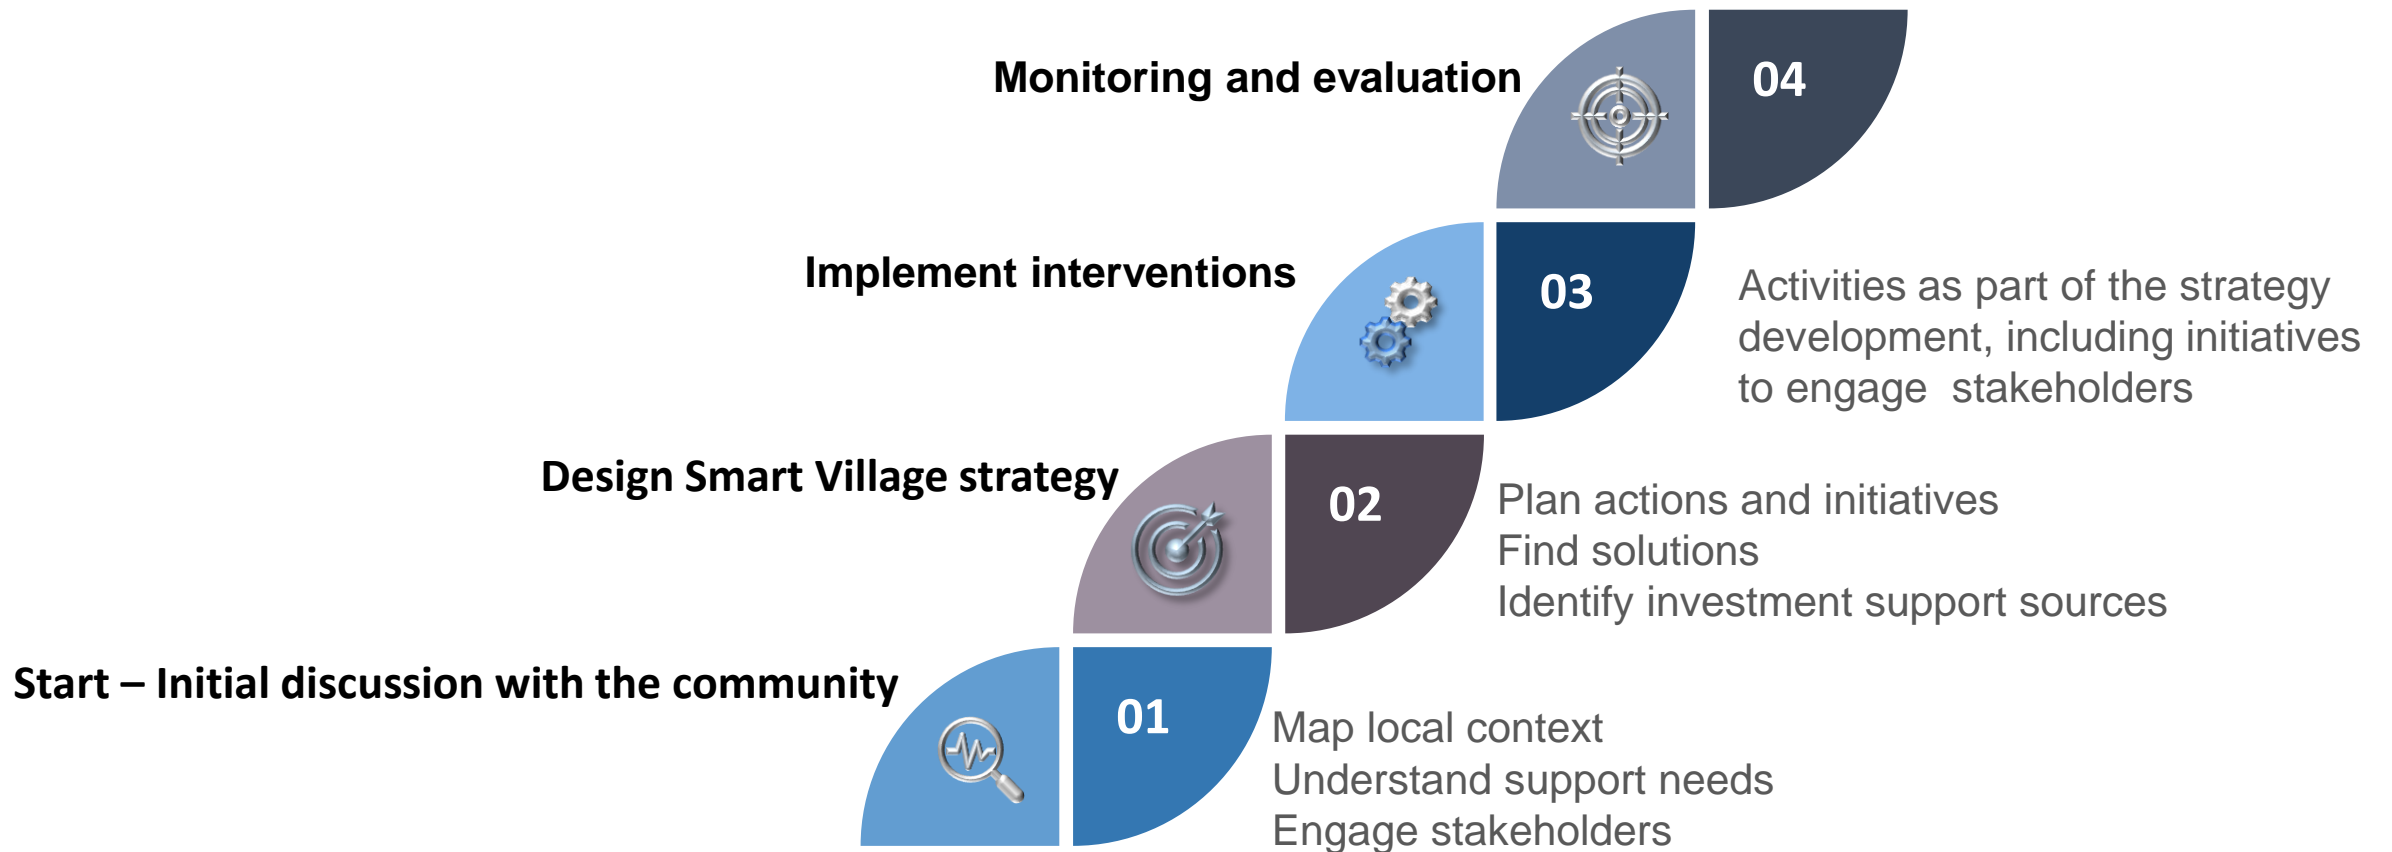 Monitoring and evaluation
04
Implement interventions
03
Activities as part of the strategy
development, including initiatives
to engage  stakeholders
Design Smart Village strategy
02
Plan actions and initiatives
Find solutions
Identify investment support sources
Start – Initial discussion with the community
01
Map local context
Understand support needs
Engage stakeholders